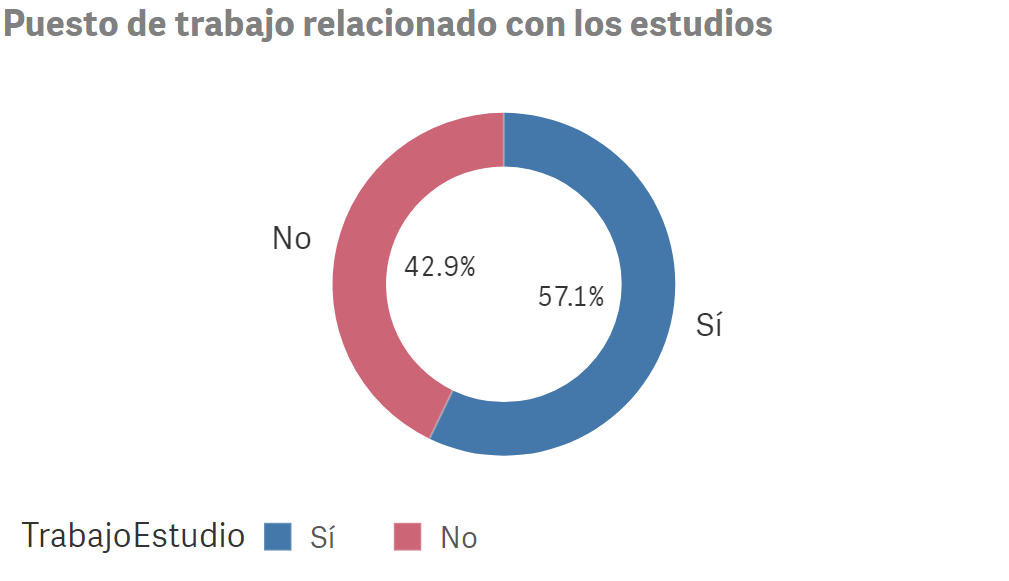 Puesto de trabajo relacionado con los estudios
No
42.9%
57.1%
Sí
TrabajoEstudio Sí No